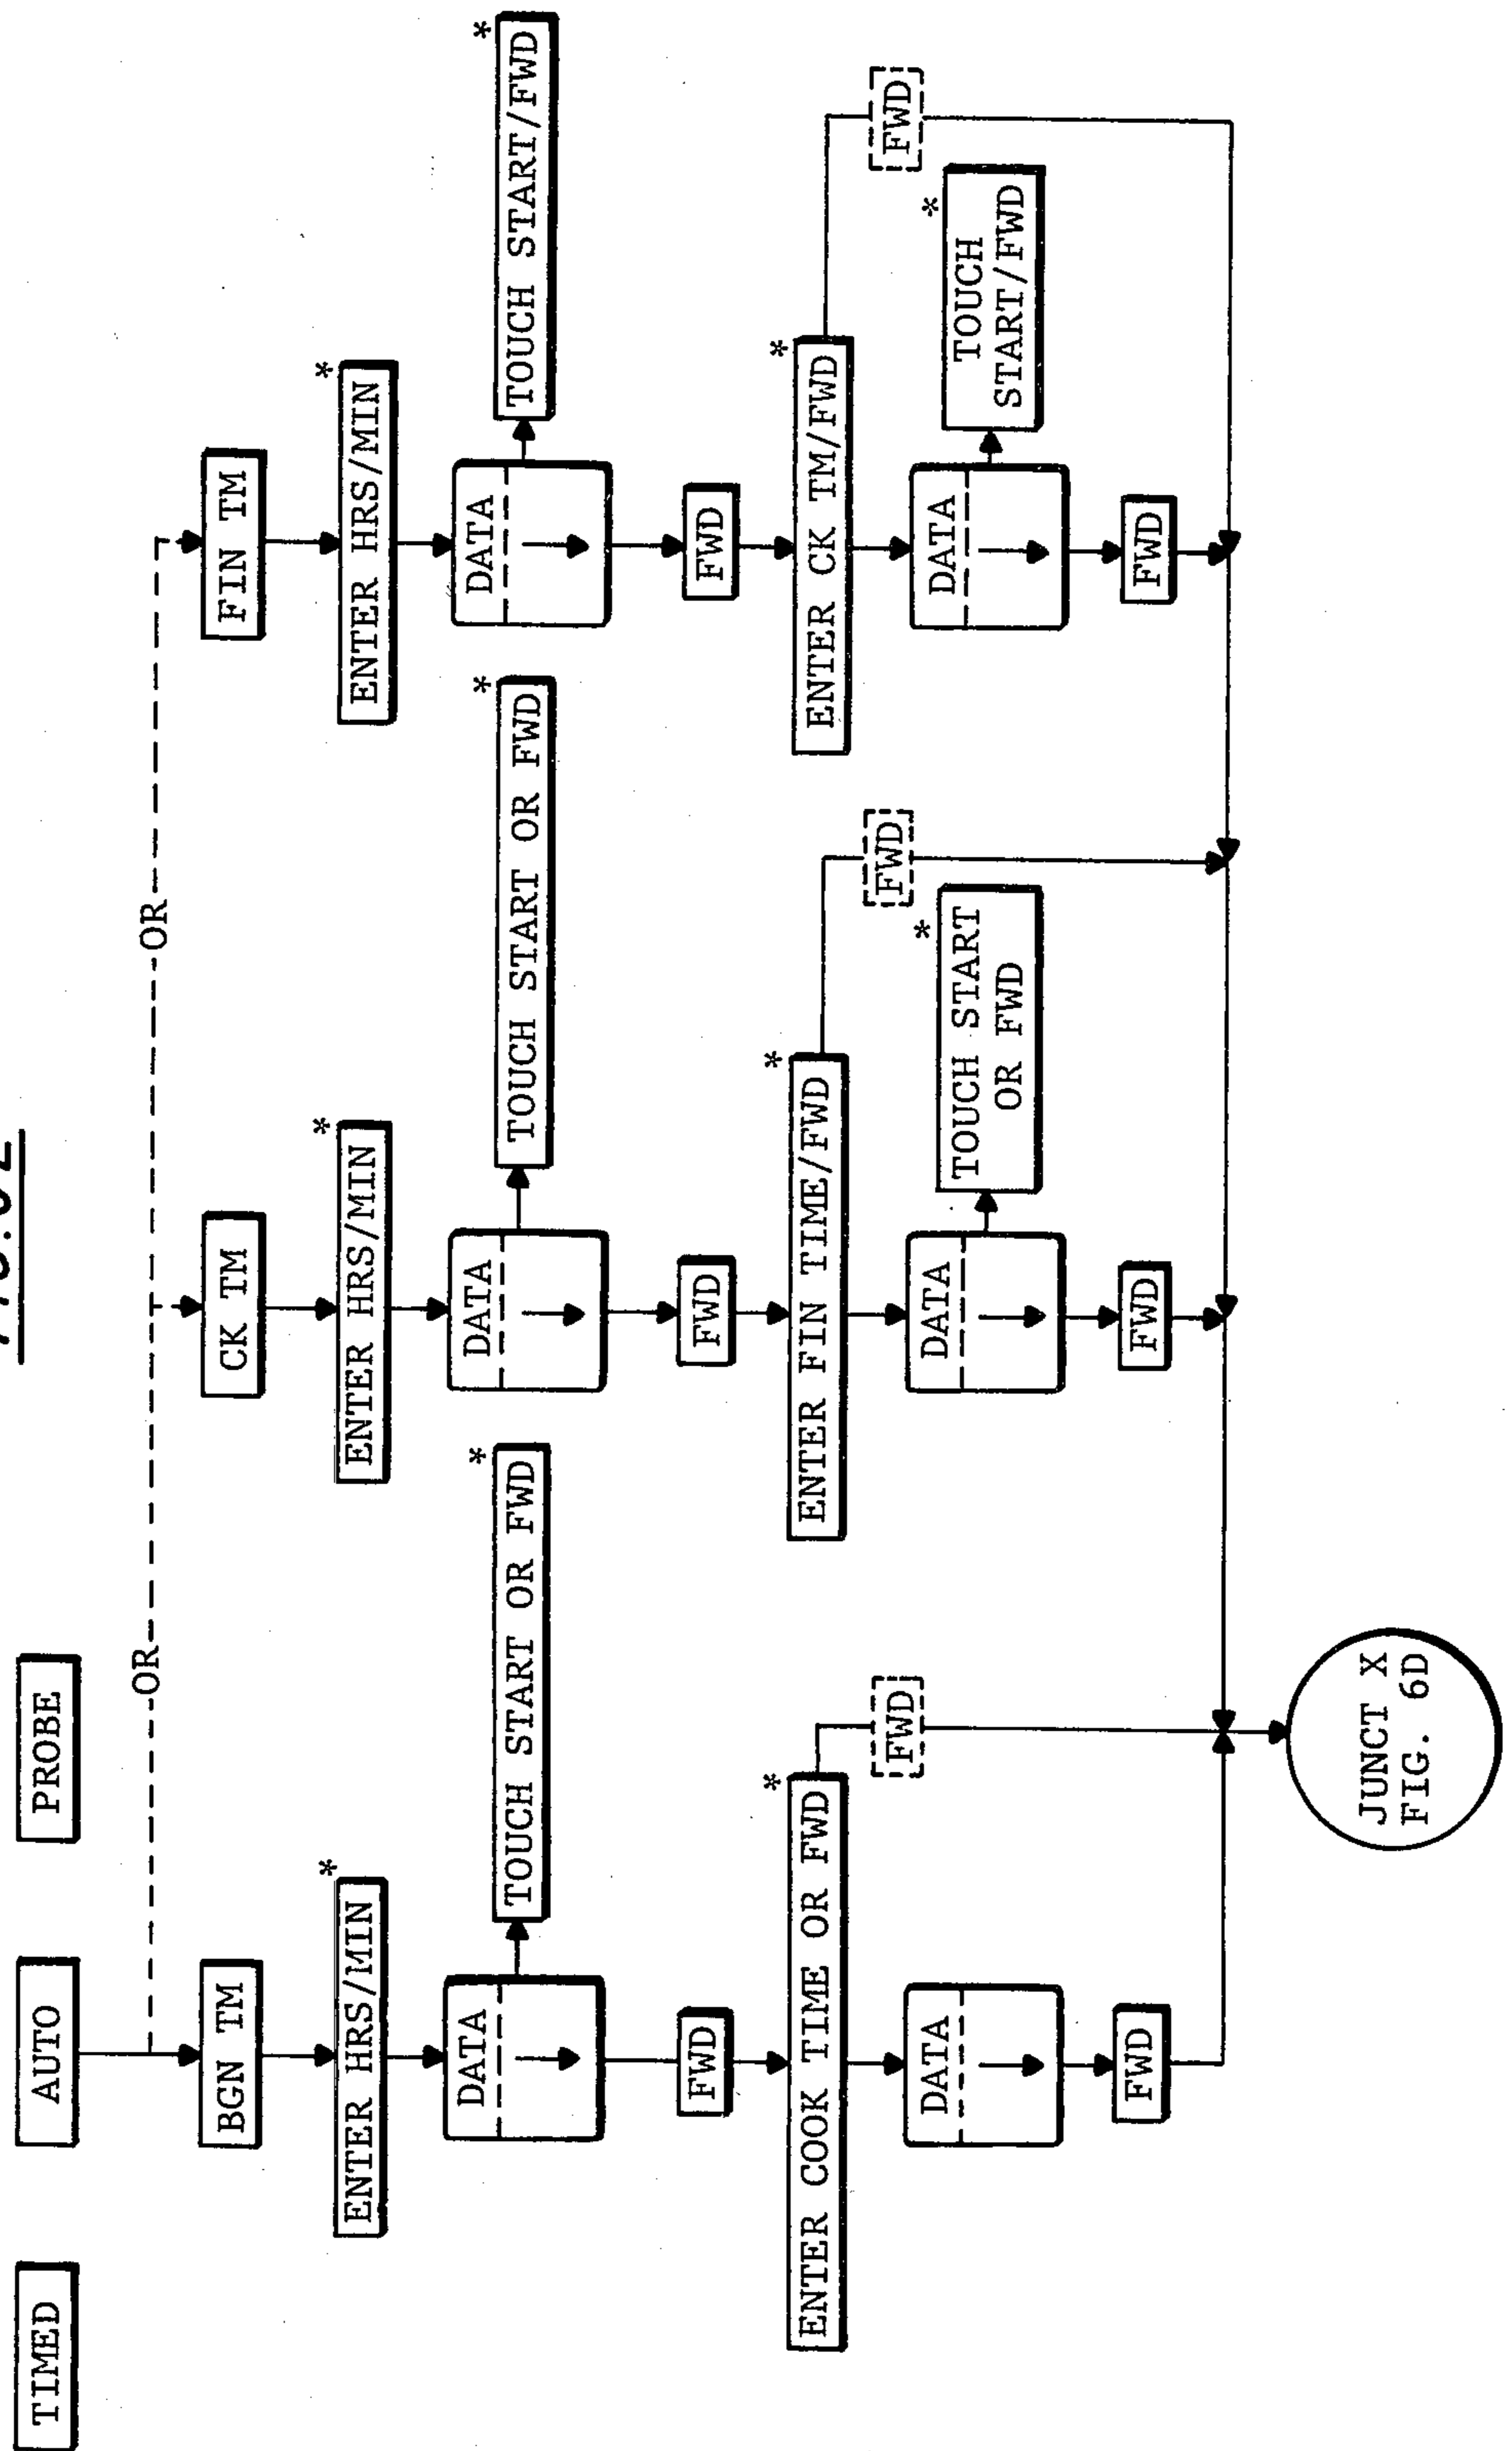 TIMED
AUTO
PROBE
OR
OR
BGN TM
CK TM
FIN TM
ENTER HRS/MIN *
ENTER HRS/MIN *
ENTER HRS/MIN *
DATA
TOUCH START OR FWD *
DATA
TOUCH START OR FWD *
DATA
TOUCH START/FWD *
FWD
FWD
FWD
ENTER COOK TIME OR FWD *
ENTER FIN TIME/FWD *
ENTER CK TM/FWD *
FWD
FWD
FWD
DATA
DATA
TOUCH START
OR FWD *
DATA
TOUCH
START/FWD *
FWD
FWD
FWD
JUNCT X
FIG. 6D